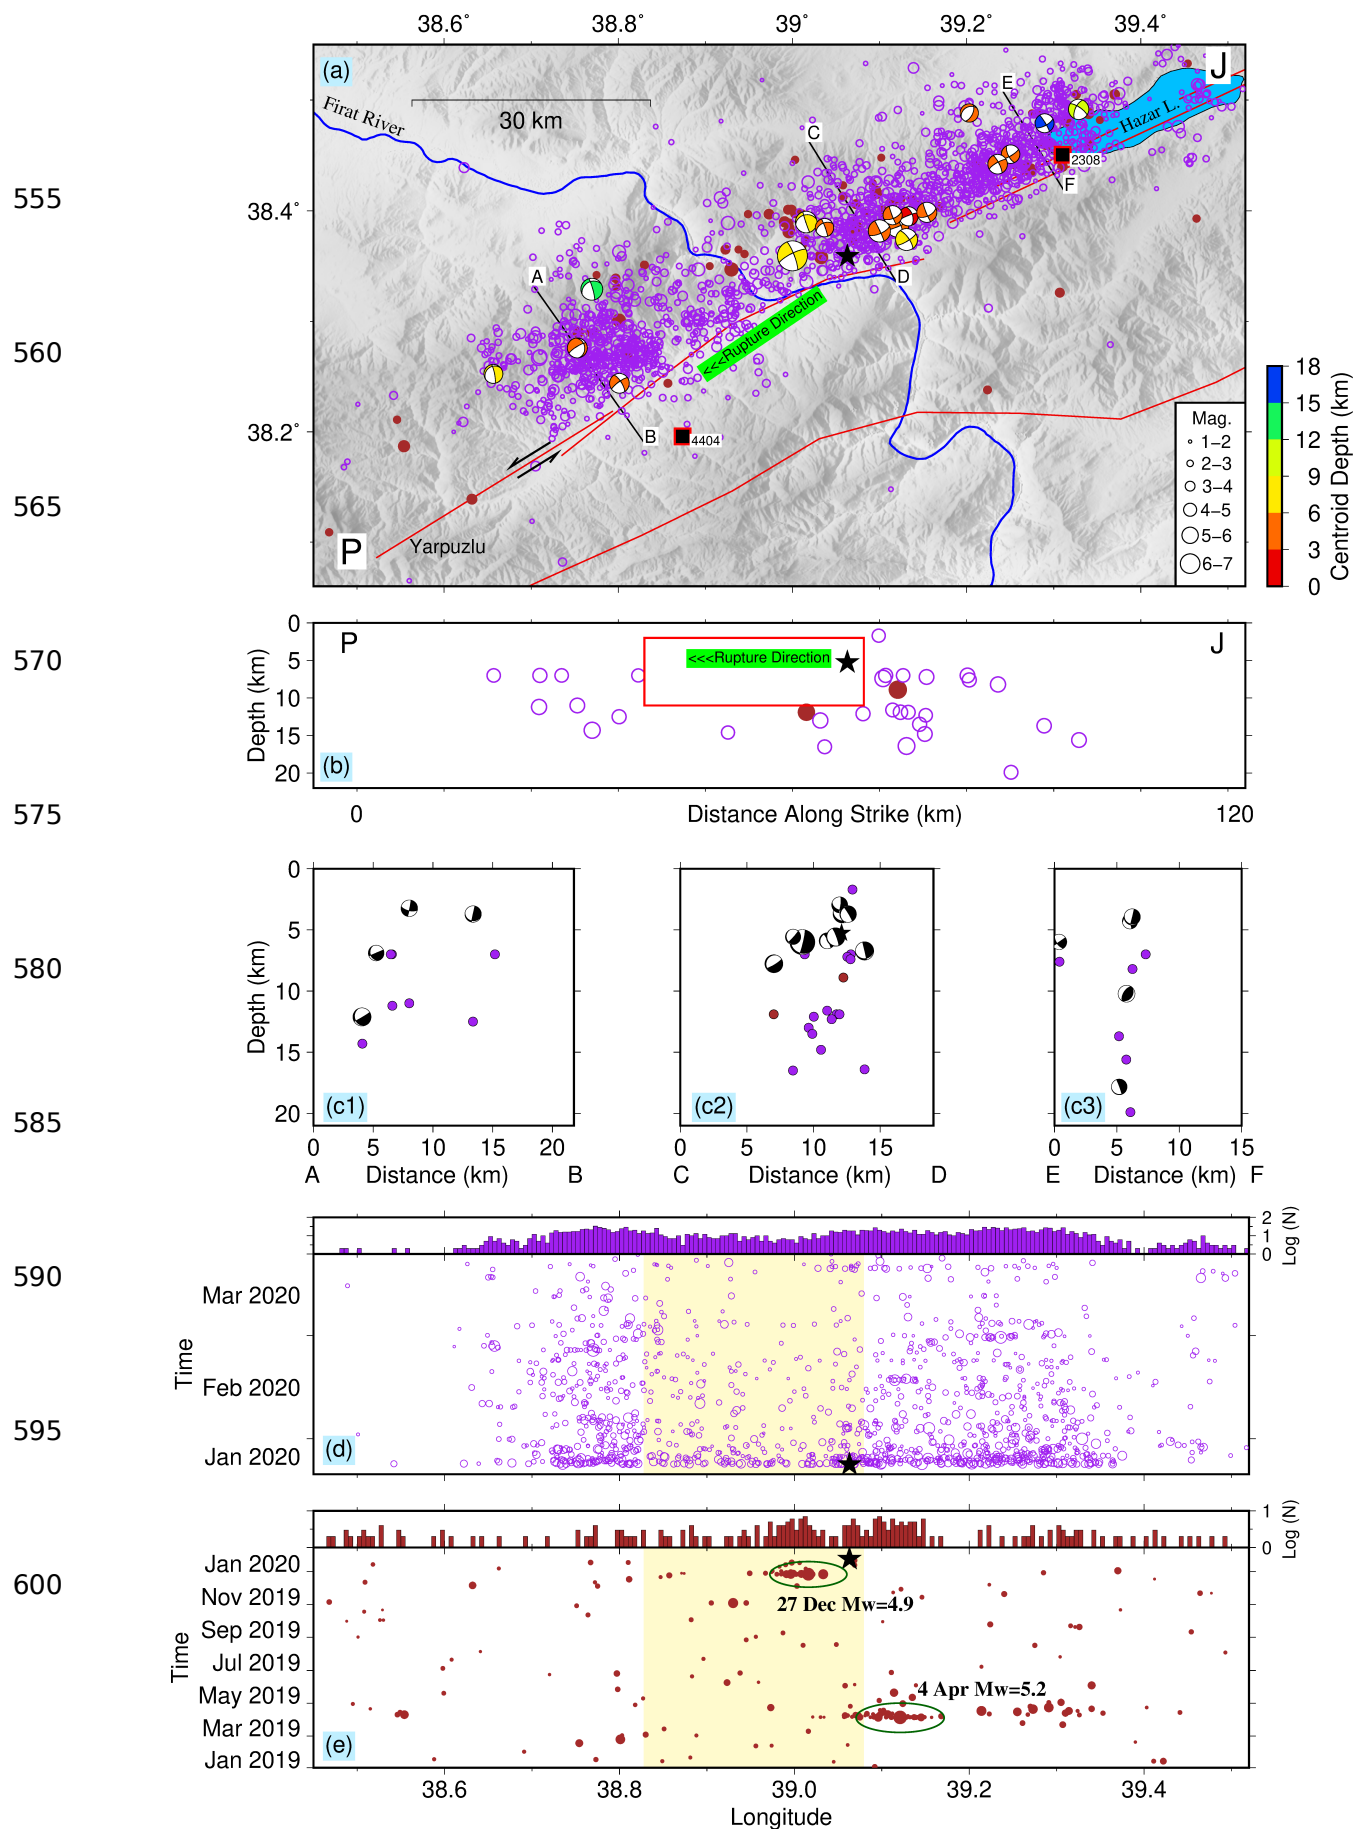 38.6˚ 38.8˚ 39˚ 39.2˚ 39.4˚
(a)
J
E
Firat River
30 km
Hazar L.
C
2308
555
F
38.4˚
A
D
<<<Rupture Direction
560
18
15
12
9
6
3
0
Centroid Depth (km)
Mag.
1−2
2−3
3−4
4−5
5−6
6−7
38.2˚
B
4404
565
P
Yarpuzlu
0
5
10
15
20
Depth (km)
P
J
570
<<<Rupture Direction
(b)
0
Distance Along Strike (km)
120
575
0
5
10
15
20
Depth (km)
580
(c1)
(c2)
(c3)
585
0 5 10 15 20
0 5 10 15
0 5 10 15
A Distance (km) B
C Distance (km) D
E Distance (km) F
2
1
0
Log (N)
590
Mar 2020
Time
Feb 2020
595
Jan 2020
(d)
1
0
Log (N)
Jan 2020
600
Nov 2019
27 Dec Mw=4.9
Sep 2019
Time
Jul 2019
May 2019
4 Apr Mw=5.2
Mar 2019
Jan 2019
(e)
38.6 38.8 39.0 39.2 39.4
Longitude